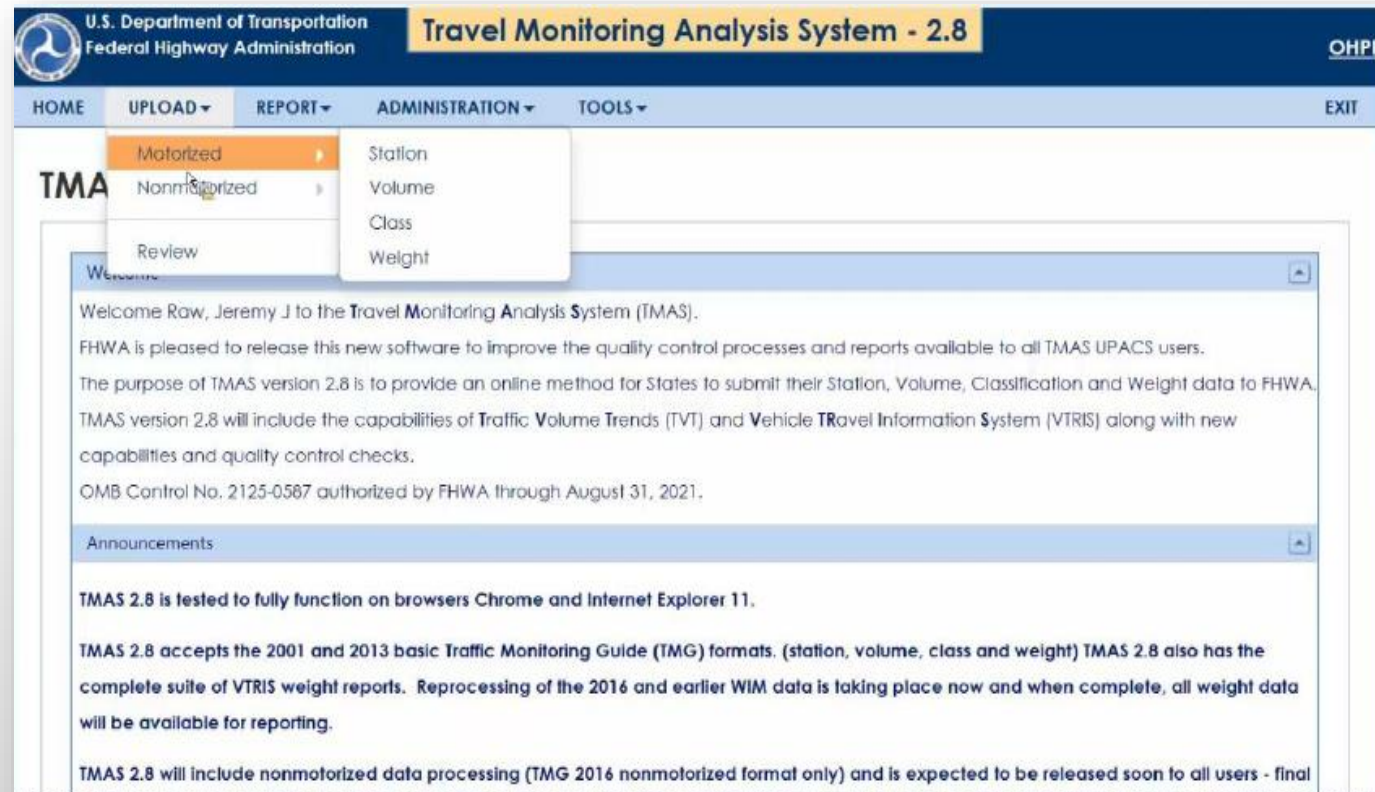 U.S. Department of Transportation
Federal Highway Administration
Travel Monitoring Analysis System - 2.8
HOME UPLOAD REPORT ADMINISTRATION TOOLS EXIT
Motorized
Nonmotorized
Review
Station
Volume
Class
Weight
TMA
Welcome Raw, Jeremy J to the Travel Monitoring Analysis System (TMAS).
FHWA is pleased to release this new software to improve the quality control processes and reports available to all TMAS UPACS users.
The purpose of TMAS version 2.8 is to provide an online method for States to submit their Station, Volume, Classification and Weight data to FHWA.
TMAS version 2.8 will include the capabilities of Traffic Volume Trends (TVT) and Vehicle TRavel Information System (VTRIS) along with new
capabilities and quality control checks.
OMB Control No. 2125-0587 authorized by FHWA through August 31, 2021.
Announcements
TMAS 2.8 is tested to fully function on browsers Chrome and Internet Explorer 11.
TMAS 2.8 accepts the 2001 and 2013 basic Traffic Monitoring Guide (TMG) formats. (station, volume, class and weight) TMAS 2.8 also has the
complete suite of VTRIS weight reports. Reprocessing of the 2016 and earlier WIM data is taking place now and when complete, all weight data
will be available for reporting.
TMAS 2.8 will include nonmotorized data processing (TMG 2016 nonmotorized format only) and is expected to be released soon to all users - final